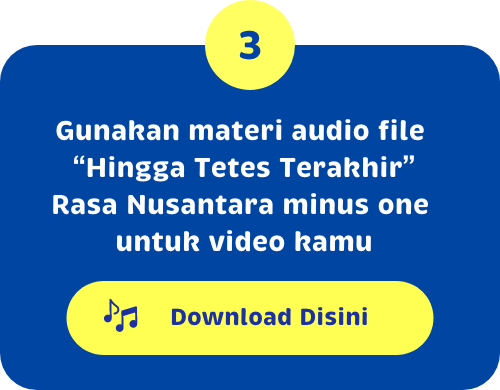 3
Gunakan materi audio file
“Hingga Tetes Terakhir”
Rasa Nusantara minus one
untuk video kamu
Download Disini